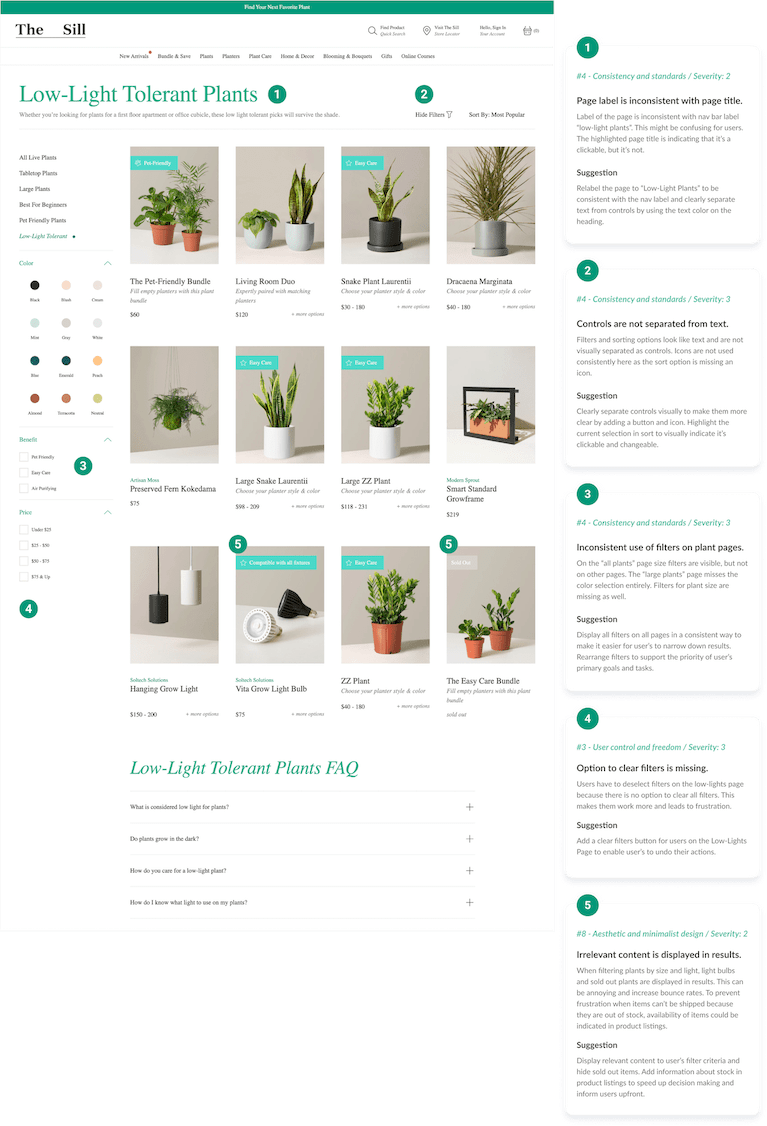 Find Your Next Favorite Plant
The Sill
Find Product
Quick Search
Visit The Sill
Store Locator
Hello, Sign In
Your Account
(0)
New Arrivals Bundle & Save Plants Planters Plant Care Home & Decor Blooming & Bouquets Gifts Online Courses
Low-Light Tolerant Plants
1
2
Whether you're looking for plants for a first floor apartment or office cubicle, these low light tolerant picks will survive the shade.
Hide Filters
Sort By: Most Popular
All Live Plants
Tabletop Plants
Large Plants
Best For Beginners
Pet Friendly Plants
Low-Light Tolerant
Color
Black Blush Cream
Mint Gray White
Blue Emerald Peach
Almond Terracotta Neutral
Benefit
Pet Friendly
Easy Care
Air Purifying
3
Price
Under $25
$25 - $50
$50 - $75
$75 & Up
4
Pet-Friendly
The Pet-Friendly Bundle
Fill empty planters with this plant
bundle
$60
Living Room Duo
Expertly paired with matching
planters
$120 + more options
Easy Care
Snake Plant Laurentii
Choose your planter style & color
$30 - 180 + more options
Dracaena Marginata
Choose your planter style & color
$40 - 180 + more options
Artisan Moss
Preserved Fern Kokedama
$75
Easy Care
Large Snake Laurentii
Choose your planter style & color
$98 - 209 + more options
Easy Care
Large ZZ Plant
Choose your planter style & color
$118 - 231 + more options
Modern Sprout
Smart Standard
Growframe
$219
Soltech Solutions
Hanging Grow Light
$150 - 200 + more options
5
Compatible with all fixtures
Soltech Solutions
Vita Grow Light Bulb
$75 + more options
Easy Care
ZZ Plant
Choose your planter style & color
$40 - 180 + more options
5
Sold Out
The Easy Care Bundle
Fill empty planters with this plant
bundle
sold out
Low-Light Tolerant Plants FAQ
What is considered low light for plants?
Do plants grow in the dark?
How do you care for a low-light plant?
How do I know what light to use on my plants?
1
#4 - Consistency and standards / Severity: 2
Page label is inconsistent with page title.
Label of the page is inconsistent with nav bar label
"low-light plants". This might be confusing for users.
The highlighted page title is indicating that it's a
clickable, but it's not.
Suggestion
Relabel the page to "Low-Light Plants" to be
consistent with the nav label and clearly separate
text from controls by using the text color on the
heading.
2
#4 - Consistency and standards / Severity: 3
Controls are not separated from text.
Filters and sorting options look like text and are not
visually separated as controls. Icons are not used
consistently here as the sort option is missing an
icon.
Suggestion
Clearly separate controls visually to make them more
clear by adding a button and icon. Highlight the
current selection in sort to visually indicate it's
clickable and changeable.
3
#4 - Consistency and standards / Severity: 3
Inconsistent use of filters on plant pages.
On the "all plants" page size filters are visible, but not
on other pages. The "large plants" page misses the
color selection entirely. Filters for plant size are
missing as well.
Suggestion
Display all filters on all pages in a consistent way to
make it easier for user's to narrow down results.
Rearrange filters to support the priority of user's
primary goals and tasks.
4
#3 - User control and freedom / Severity: 3
Option to clear filters is missing.
Users have to deselect filters on the low-lights page
because there is no option to clear all filters. This
makes them work more and leads to frustration.
Suggestion
Add a clear filters button for users on the Low-Lights
Page to enable user's to undo their actions.
5
#8 - Aesthetic and minimalist design / Severity: 2
Irrelevant content is displayed in results.
When filtering plants by size and light, light bulbs
and sold out plants are displayed in results. This can
be annoying and increase bounce rates. To prevent
frustration when items can't be shipped because
they are out of stock, availability of items could be
indicated in product listings.
Suggestion
Display relevant content to user's filter criteria and
hide sold out items. Add information about stock in
product listings to speed up decision making and
inform users upfront.